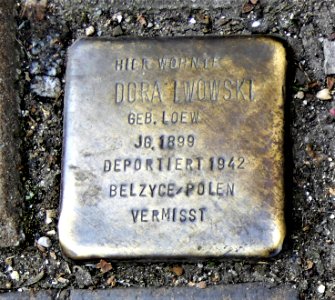 HIER WOHNTE
DORA LWOWSKI
GEB. LOEW
JG. 1899
DEPORTIERT 1942
BELZYCE/POLEN
VERMISST